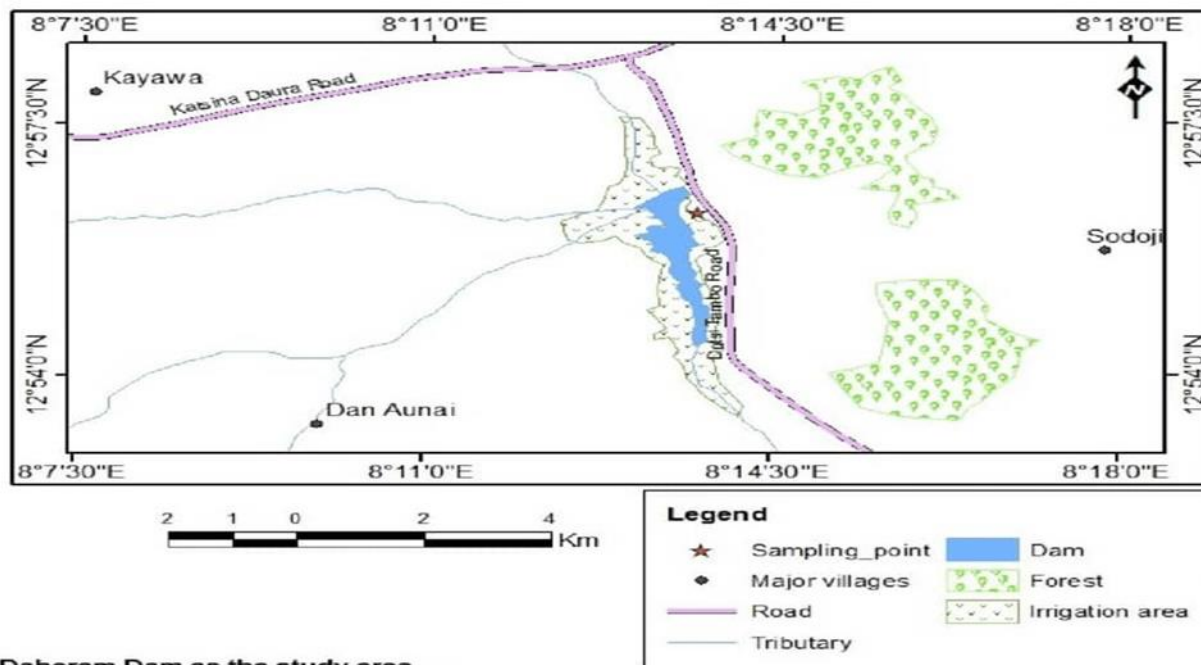 8°7'30"E 8°11'0"E 8°14'30"E 8°18'0"E
Kayawa
Katsina Daura Road
12°57'30"N
12°57'30"N
Sodoji
Tambo Road
12°54'0"N
12°54'0"N
Dan Aunai
8°7'30"E 8°11'0"E 8°14'30"E 8°18'0"E
N
2 1 0 2 4
Km
Legend
Sampling_point
Dam
Major villages
Forest
Road
Irrigation area
Tributary
Dam as the study area